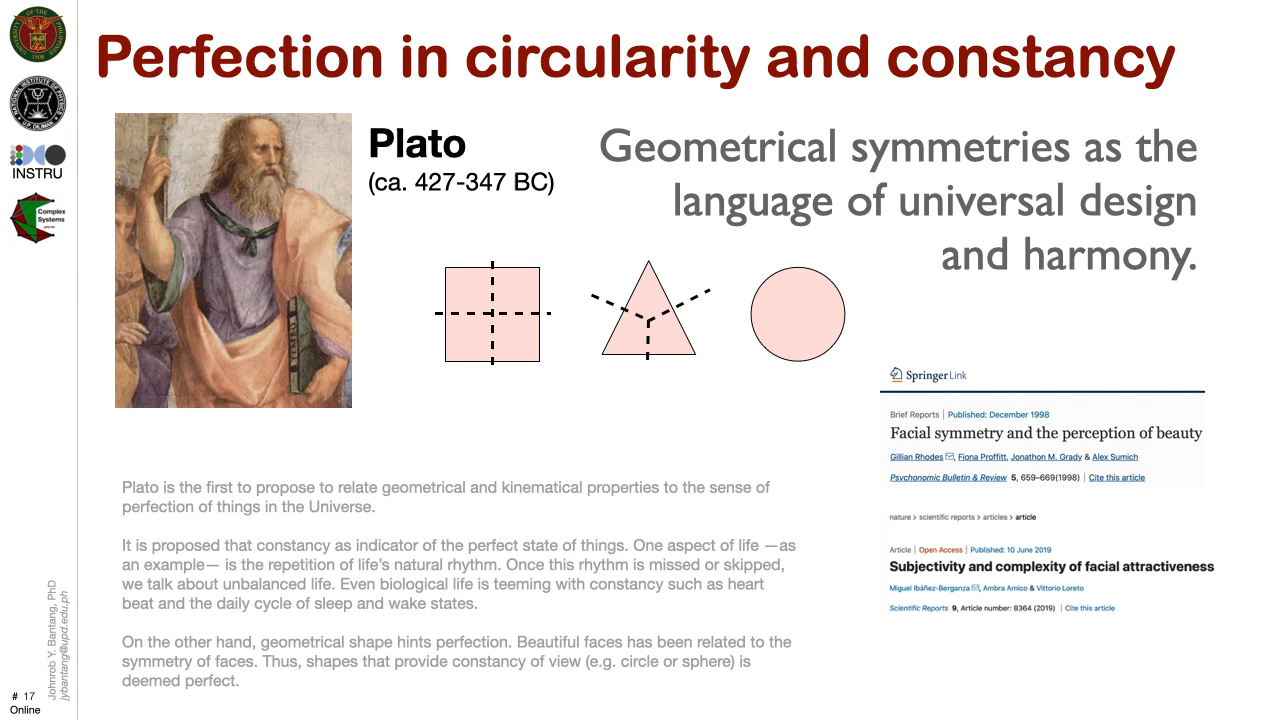 Perfection in circularity and constancy
Plato
(ca. 427-347 BC)
Geometrical symmetries as the
language of universal design
and harmony.
SpringerLink
Brief Reports | Published: December 1998
Facial symmetry and the perception of beauty
Gillian Rhodes, Fiona Proffitt, Jonathon M. Grady & Alex Sumich
Psychonomic Bulletin & Review 5, 659–669(1998) | Cite this article
nature > scientific reports > articles > article
Article | Open Access | Published: 10 June 2019
Subjectivity and complexity of facial attractiveness
Miguel Ibáñez-Berganza, Ambra Amico & Vittorio Loreto
Scientific Reports 9, Article number: 8364 (2019) | Cite this article
Plato is the first to propose to relate geometrical and kinematical properties to the sense of
perfection of things in the Universe.
It is proposed that constancy as indicator of the perfect state of things. One aspect of life —as
an example— is the repetition of life's natural rhythm. Once this rhythm is missed or skipped,
we talk about unbalanced life. Even biological life is teeming with constancy such as heart
beat and the daily cycle of sleep and wake states.
On the other hand, geometrical shape hints perfection. Beautiful faces has been related to the
symmetry of faces. Thus, shapes that provide constancy of view (e.g. circle or sphere) is
deemed perfect.
UNIVERSITY OF THE PHILIPPINES
1908
NATIONAL INSTITUTE OF PHYSICS
U.P. DILIMAN
INSTRU
Complex
Systems
Johnrob Y. Bantang, PhD
jybantang@upd.edu.ph
# 17
Online